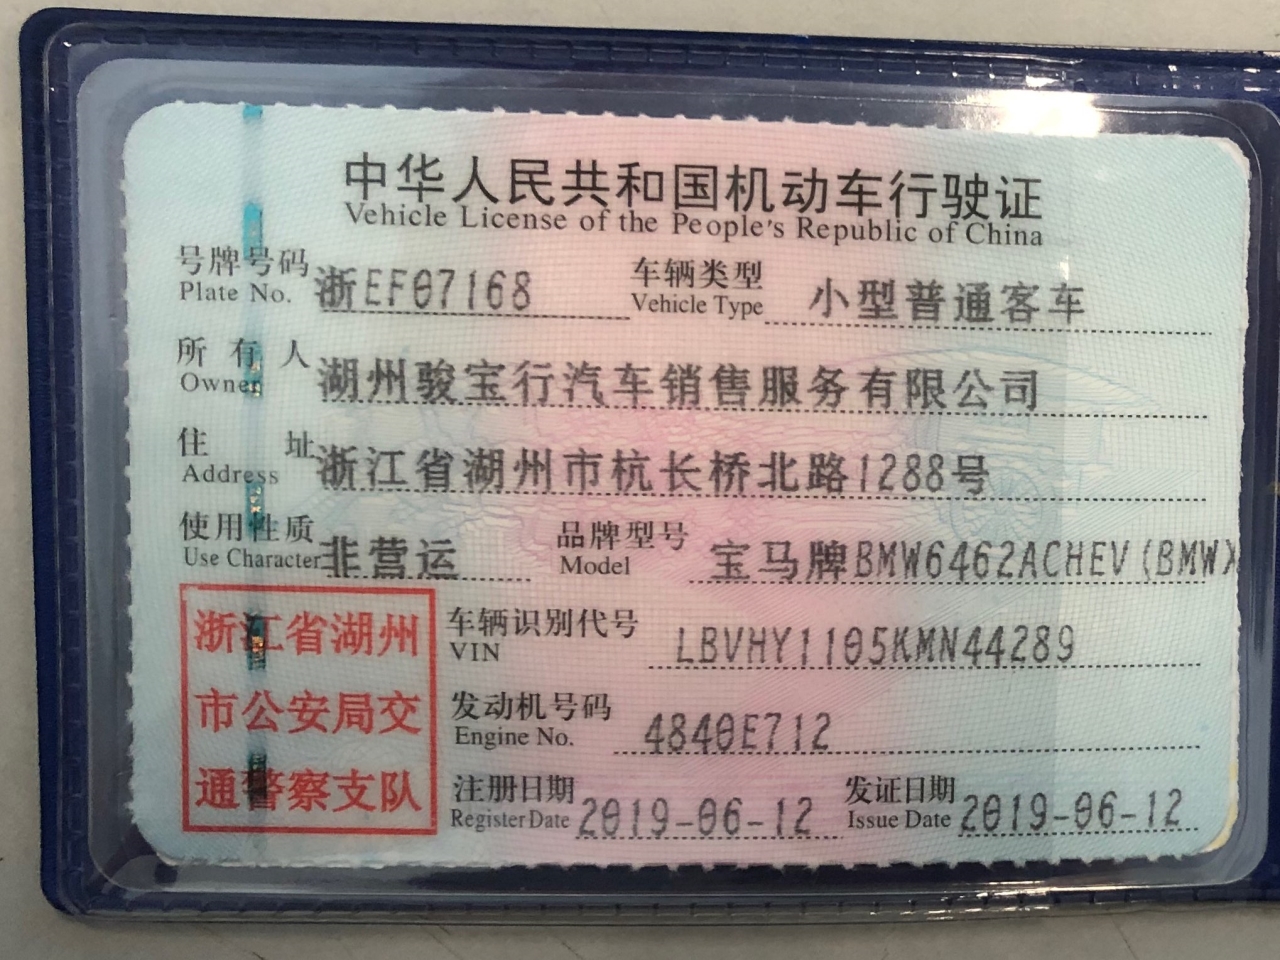 中华人民共和国机动车行驶证
Vehicle License of the People's Republic of China
号牌号码 浙EF07168 车辆类型 小型普通客车
Plate No. Vehicle Type
所有人 湖州骏宝行汽车销售服务有限公司
Owner
住址 浙江省湖州市杭长桥北路1288号
Address
使用性质 非营运 品牌型号 宝马牌BMW6462ACHEV(BMWX
Use Character Model
浙江省湖州
市公安局交
通警察支队
车辆识别代号 LBVHY1105KMN44289
VIN
发动机号码 4840E712
Engine No.
注册日期 2019-06-12 发证日期 2019-06-12
Register Date Issue Date